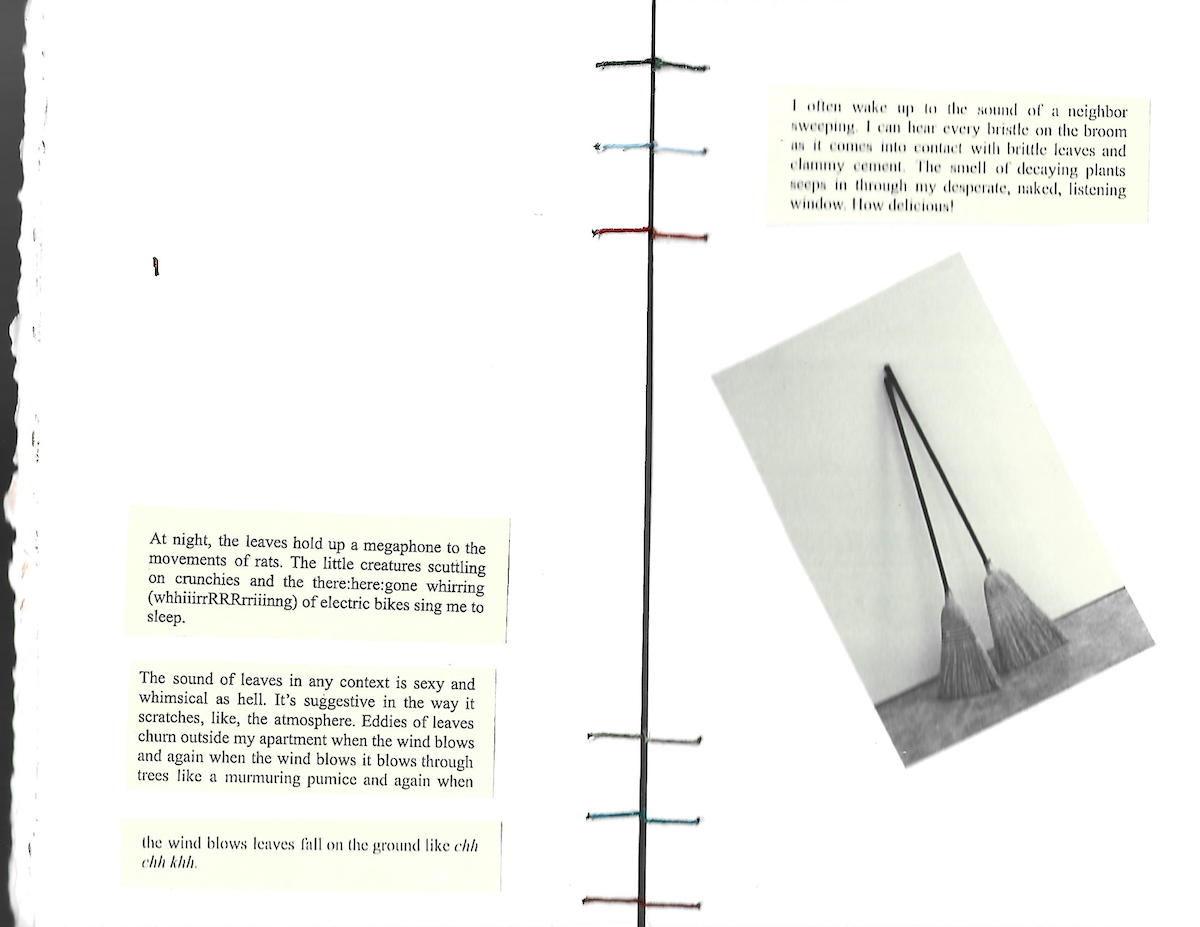 At night, the leaves hold up a megaphone to the
movements of rats. The little creatures scuttling
on crunchies and the there:here:gone whirring
(whhiiirrRRRrriiinng) of electric bikes sing me to
sleep.
The sound of leaves in any context is sexy and
whimsical as hell. It's suggestive in the way it
scratches, like, the atmosphere. Eddies of leaves
churn outside my apartment when the wind blows
and again when the wind blows it blows through
trees like a murmuring pumice and again when
the wind blows leaves fall on the ground like chh
chh khh.
I often wake up to the sound of a neighbor
sweeping. I can hear every bristle on the broom
as it comes into contact with brittle leaves and
clammy cement. The smell of decaying plants
seeps in through my desperate, naked, listening
window. How delicious!